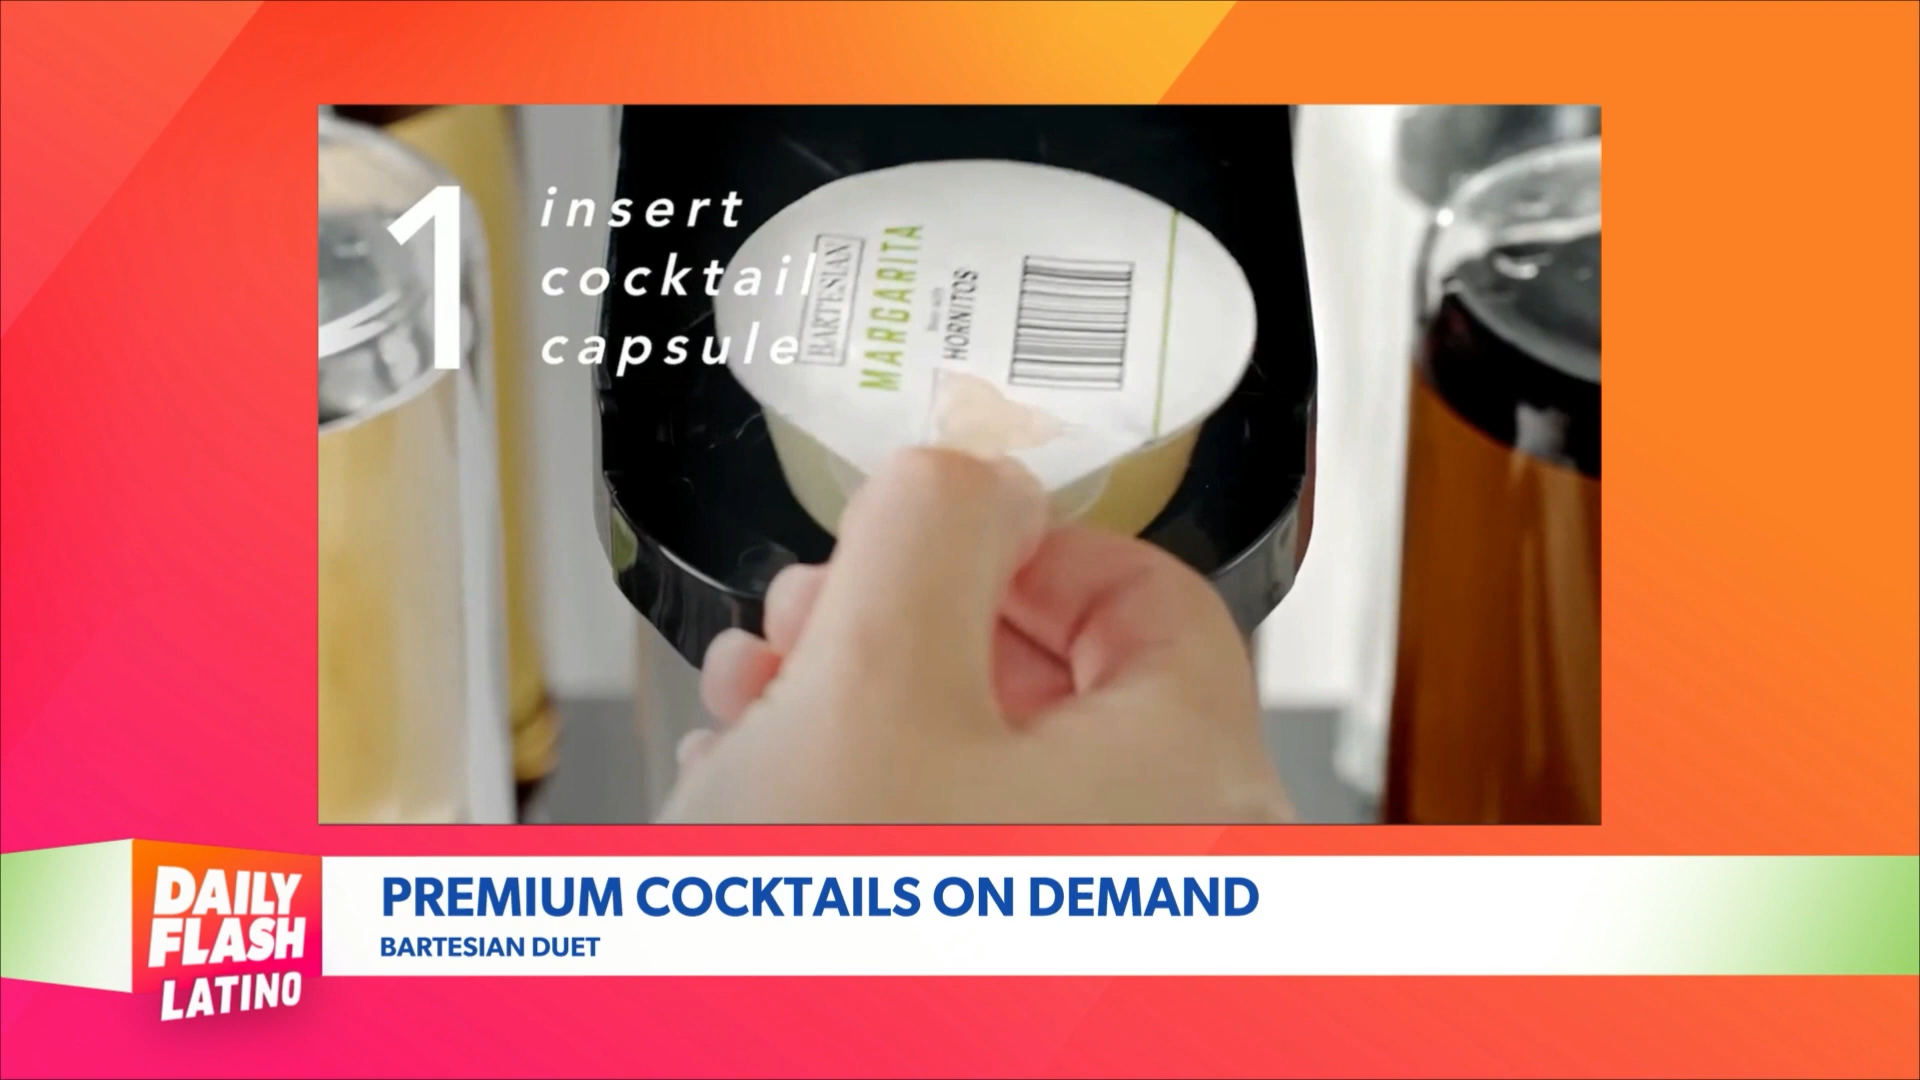 1
insert
cocktail
capsule
BARTESIAN
MARGARITA
HORNITOS
PREMIUM COCKTAILS ON DEMAND
BARTESIAN DUET
DAILY
FLASH
LATINO